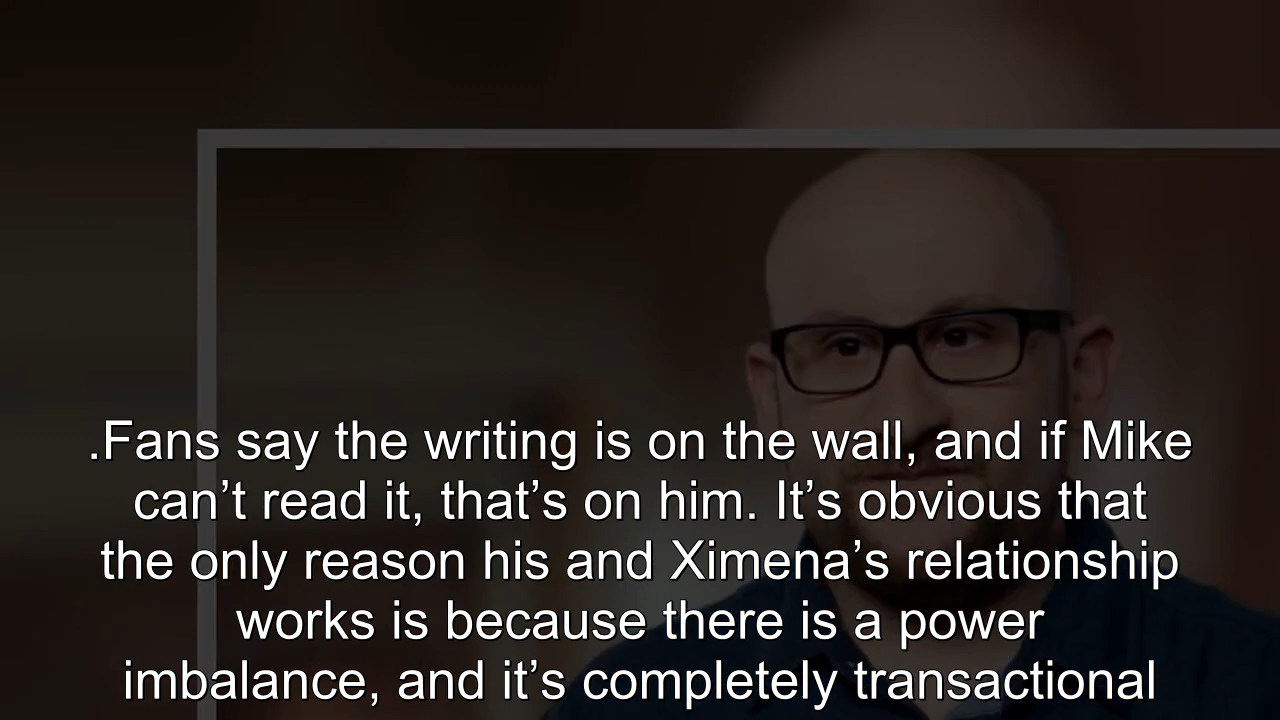 .Fans say the writing is on the wall, and if Mike
can’t read it, that’s on him. It’s obvious that
the only reason his and Ximena’s relationship
works is because there is a power
imbalance, and it’s completely transactional